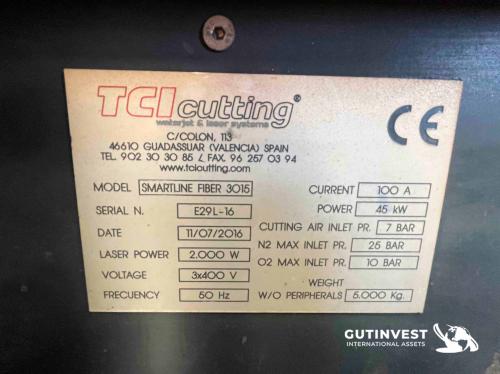 TCI cutting®
waterjet & laser systems
C/COLON, 113
46610 GUADASSUAR (VALENCIA) SPAIN
TEL. 902 30 30 85 / FAX. 96 257 03 94
www.tcicutting.com
CE
MODEL SMARTLINE FIBER 3015
SERIAL N. E29L-16
DATE 11/07/2016
LASER POWER 2.000 W
VOLTAGE 3x400 V
FRECUENCY 50 Hz
CURRENT 100 A
POWER 45 kW
CUTTING AIR INLET PR. 7 BAR
N2 MAX INLET PR. 25 BAR
O2 MAX INLET PR. 10 BAR
WEIGHT
W/O PERIPHERALS 5.000 Kg.
GUTINVEST
INTERNATIONAL ASSETS